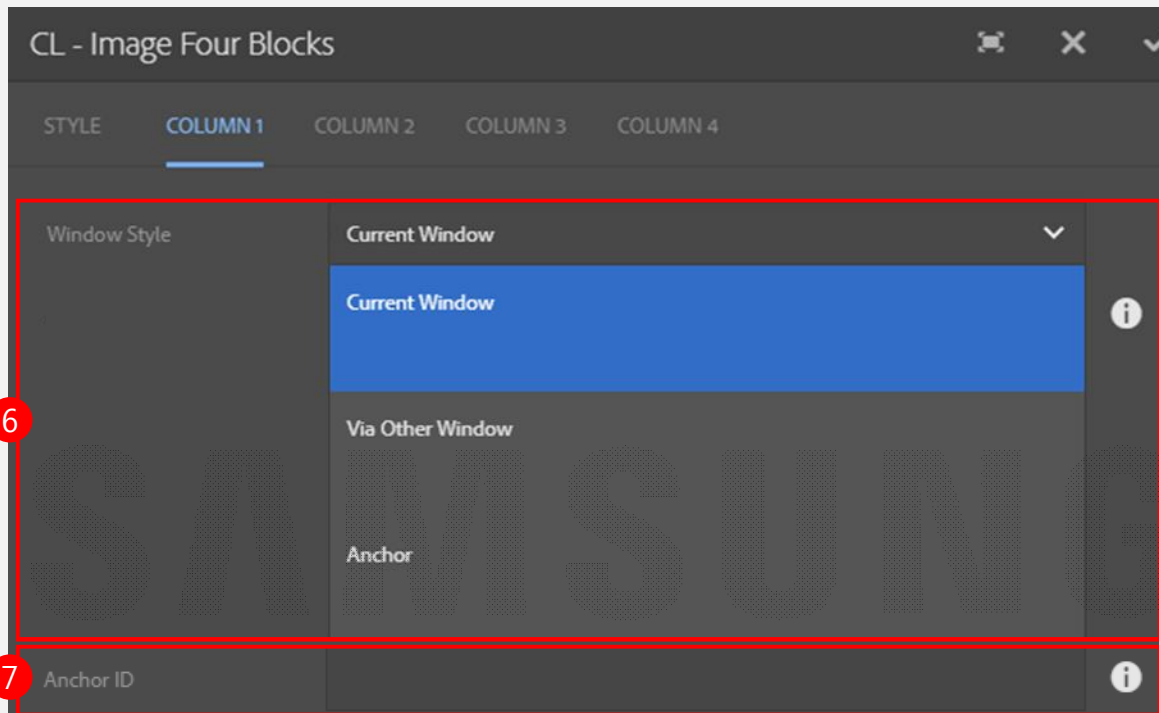 CL - Image Four Blocks
STYLE COLUMN 1 COLUMN 2 COLUMN 3 COLUMN 4
Window Style Current Window
Current Window
6
Via Other Window
SAMSUNG
Anchor
7 Anchor ID